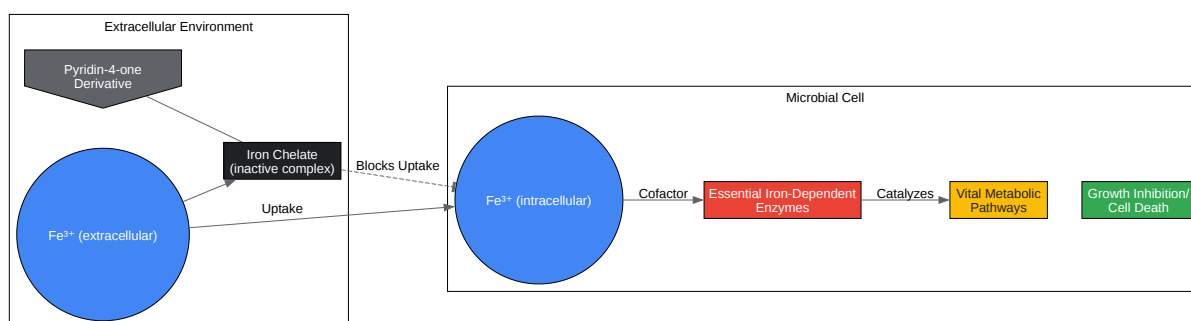 Extracellular Environment
Pyridin-4-one
Derivative
Iron Chelate
(inactive complex)
Fe³⁺ (extracellular)
Uptake
Blocks Uptake
Microbial Cell
Fe³⁺ (intracellular)
Cofactor
Essential Iron-Dependent
Enzymes
Catalyzes
Vital Metabolic
Pathways
Growth Inhibition/
Cell Death